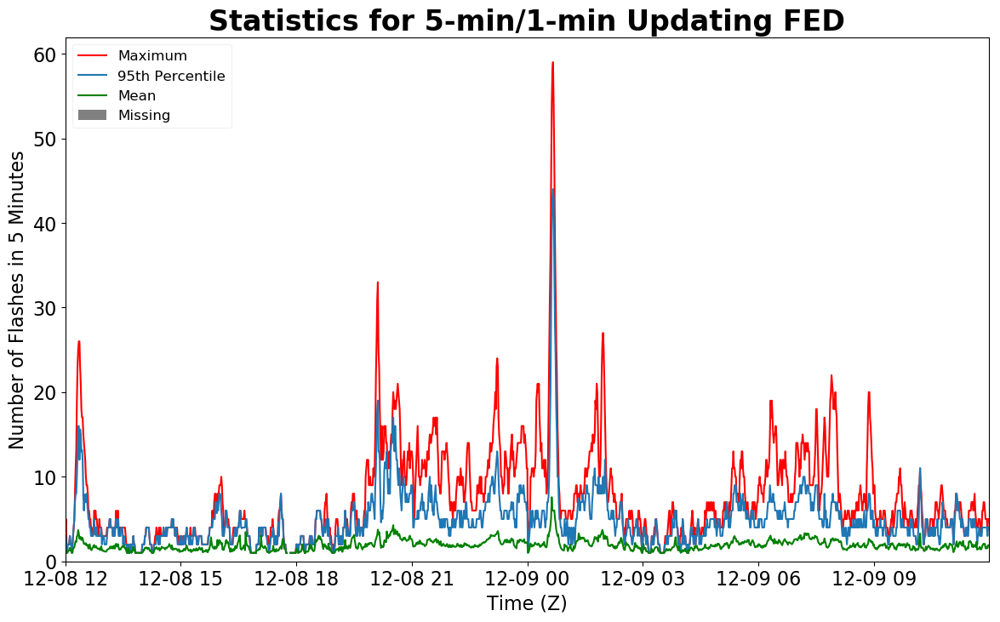 Statistics for 5-min/1-min Updating FED
Maximum
95th Percentile
Mean
Missing
Number of Flashes in 5 Minutes
60
50
40
30
20
10
0
12-08 12 12-08 15 12-08 18 12-08 21 12-09 00 12-09 03 12-09 06 12-09 09
Time (Z)